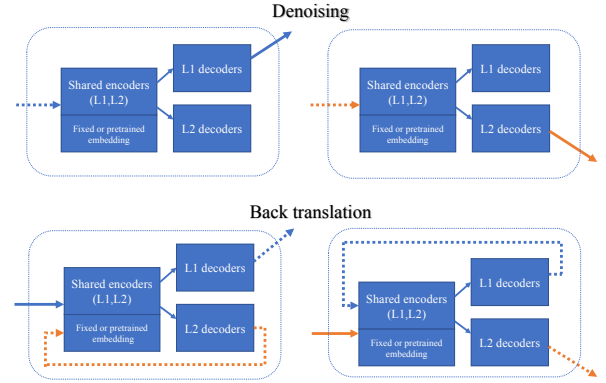 Denoising
Shared encoders
(L1,L2)
Fixed or pretrained
embedding
L1 decoders
L2 decoders
Shared encoders
(L1,L2)
Fixed or pretrained
embedding
L1 decoders
L2 decoders
Back translation
Shared encoders
(L1,L2)
Fixed or pretrained
embedding
L1 decoders
L2 decoders
Shared encoders
(L1,L2)
Fixed or pretrained
embedding
L1 decoders
L2 decoders